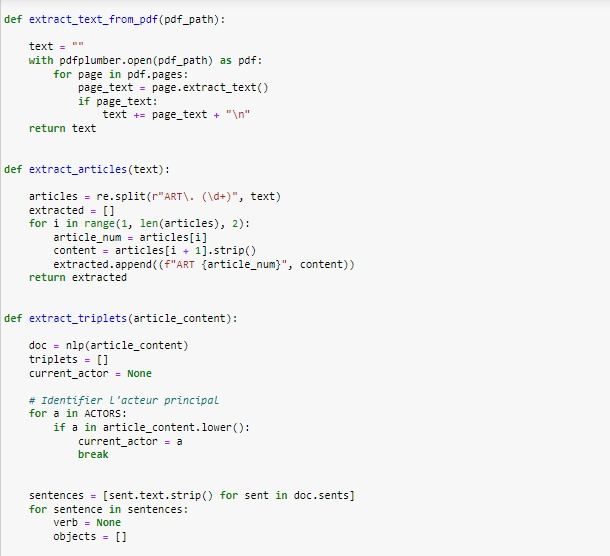 def extract_text_from_pdf(pdf_path):
    text = ""
    with pdfplumber.open(pdf_path) as pdf:
        for page in pdf.pages:
            page_text = page.extract_text()
            if page_text:
                text += page_text + "\n"
    return text
def extract_articles(text):
    articles = re.split(r"ART\. (\d+)", text)
    extracted = []
    for i in range(1, len(articles), 2):
        article_num = articles[i]
        content = articles[i + 1].strip()
        extracted.append((f"ART {article_num}", content))
    return extracted
def extract_triplets(article_content):
    doc = nlp(article_content)
    triplets = []
    current_actor = None
    # Identifier l'acteur principal
    for a in ACTORS:
        if a in article_content.lower():
            current_actor = a
            break
    sentences = [sent.text.strip() for sent in doc.sents]
    for sentence in sentences:
        verb = None
        objects = []